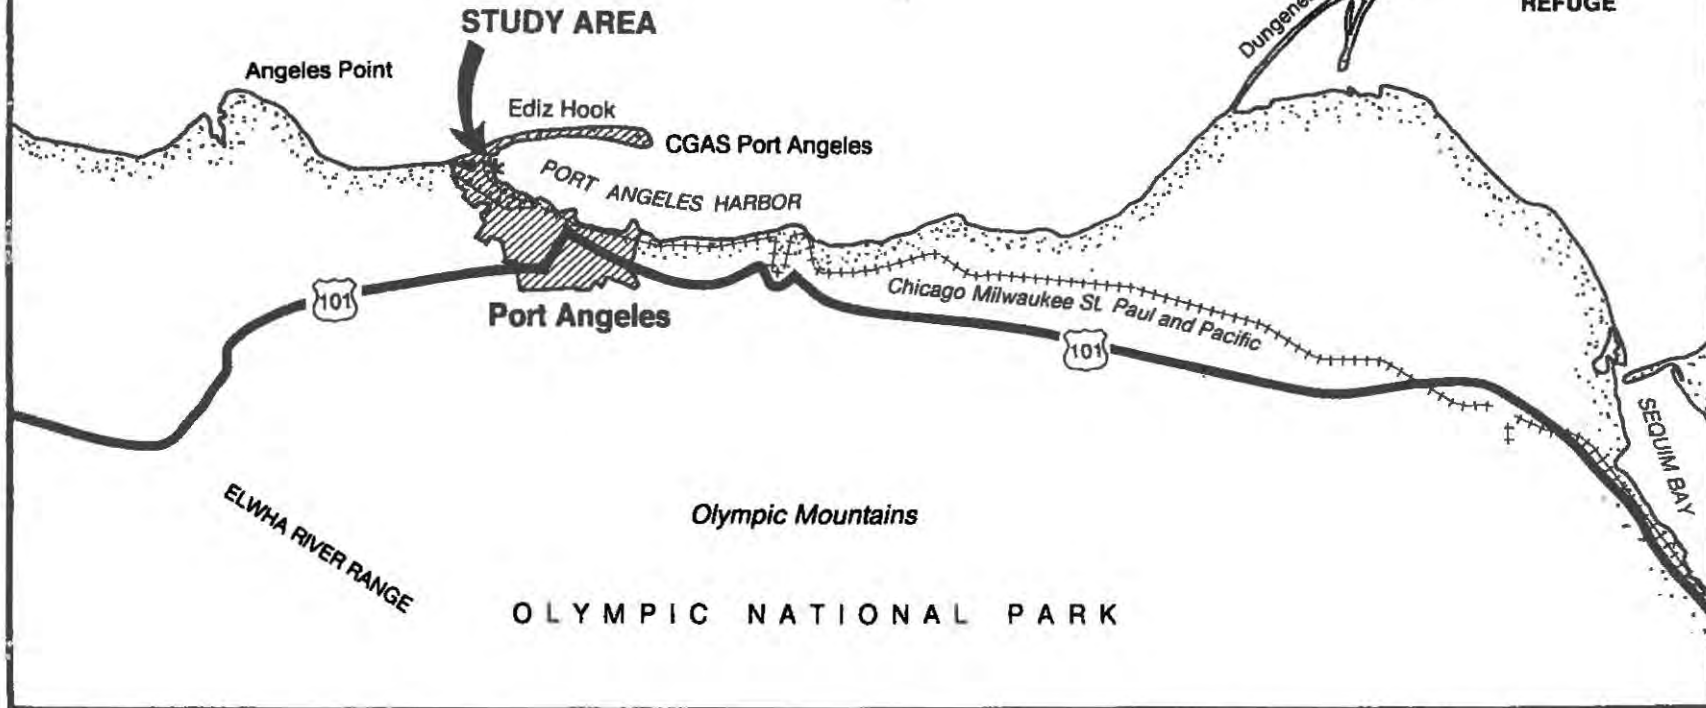 REFUGE
STUDY AREA
Dungenes
Angeles Point
Ediz Hook
CGAS Port Angeles
PORT ANGELES HARBOR
101
Port Angeles
Chicago Milwaukee St. Paul and Pacific
101
SEQUIM BAY
ELWHA RIVER RANGE
Olympic Mountains
OLYMPIC NATIONAL PARK